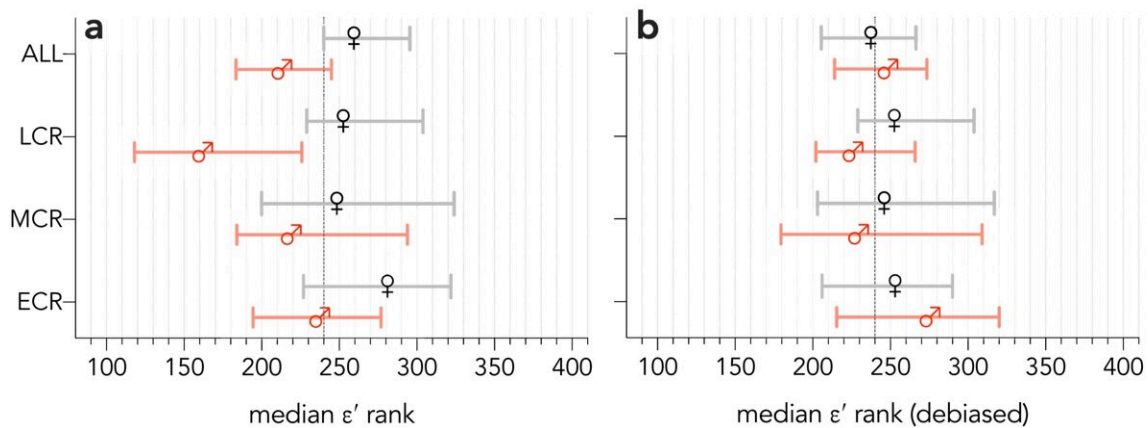 a
ALL
LCR
MCR
ECR
100 150 200 250 300 350 400
median ε′ rank
b
100 150 200 250 300 350 400
median ε′ rank (debiased)